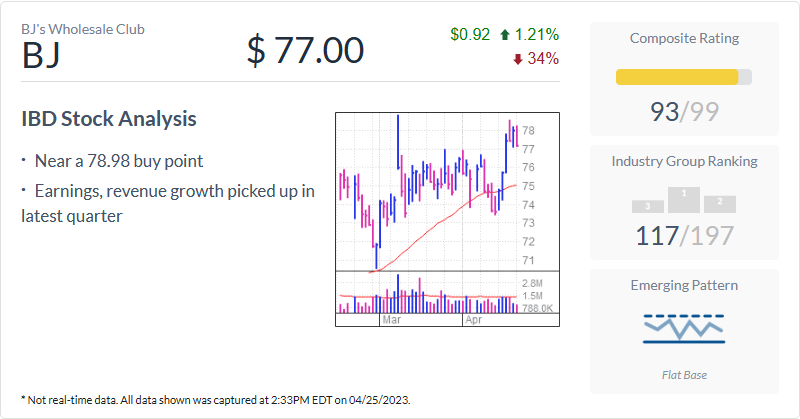 BJ's Wholesale Club
BJ
$ 77.00
$0.92 1.21%
34%
IBD Stock Analysis
· Near a 78.98 buy point
· Earnings, revenue growth picked up in
latest quarter
78
77
76
75
74
73
72
71
2.8M
1.5M
788.0K
Mar Apr
Composite Rating
93/99
Industry Group Ranking
3 1 2
117/197
Emerging Pattern
Flat Base
* Not real-time data. All data shown was captured at 2:33PM EDT on 04/25/2023.